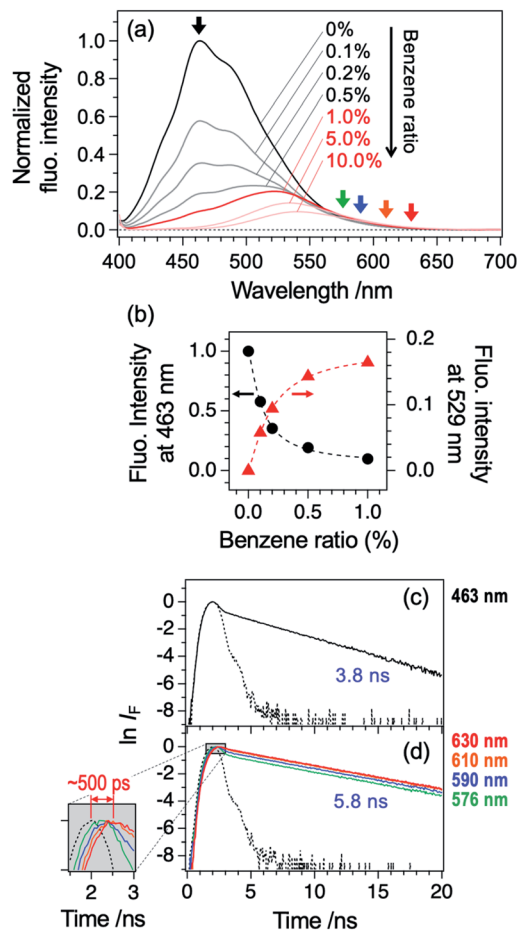 (a)
0%
0.1%
0.2%
0.5%
1.0%
5.0%
10.0%
Benzene ratio
Normalized
fluo. intensity
1.0
0.8
0.6
0.4
0.2
0.0
400 450 500 550 600 650 700
Wavelength /nm
(b)
Fluo. Intensity
at 463 nm
1.0
0.5
0.0
0.2
0.1
0.0
Fluo. intensity
at 529 nm
0.0 0.5 1.0
Benzene ratio (%)
(c) 463 nm
0
-2
-4
-6
-8
3.8 ns
ln IF
(d) 630 nm
610 nm
590 nm
576 nm
0
-2
-4
-6
-8
5.8 ns
~500 ps
2 3
Time /ns
0 5 10 15 20
Time /ns